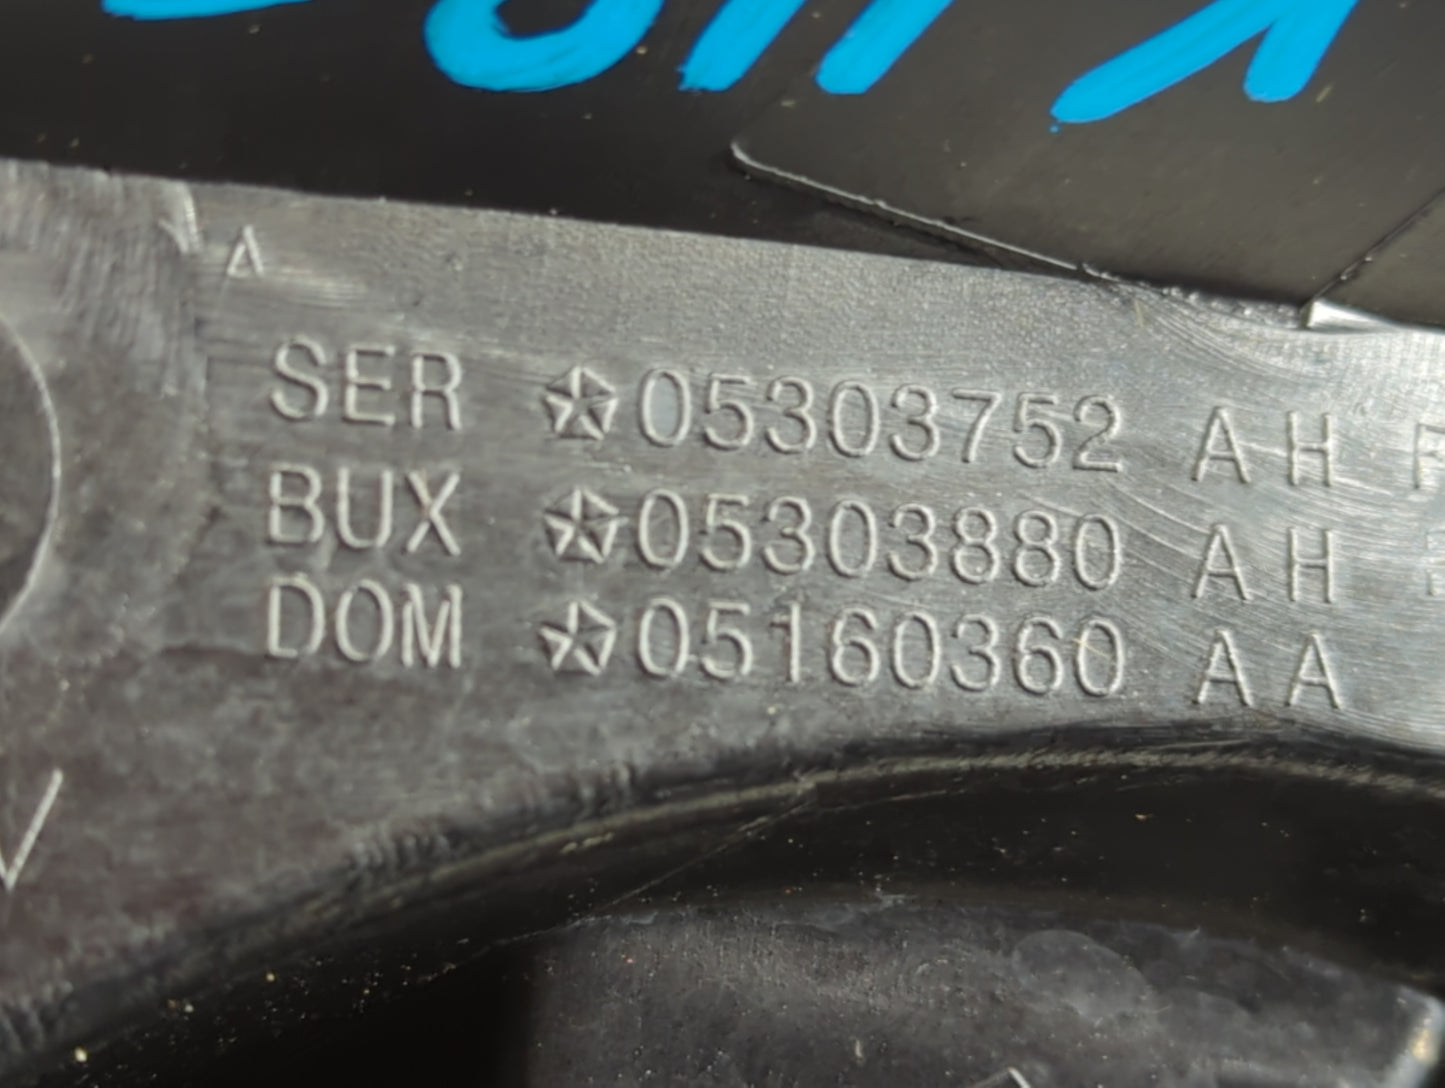 SER 05303752 AH
BUX 05303880 AH
DOM 05160360 AA